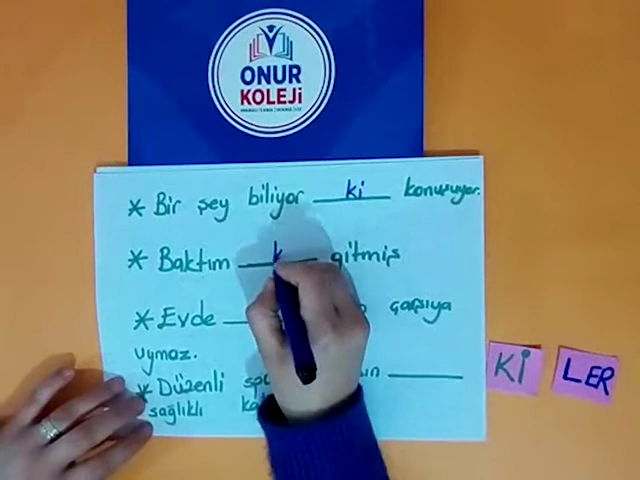 ONUR
KOLEJİ
* Bir şey biliyor ki konuşuyor.
* Baktım k gitmiş
* Evde çarşıya
uymaz.
* Düzenli
sağlıklı
Kİ LER